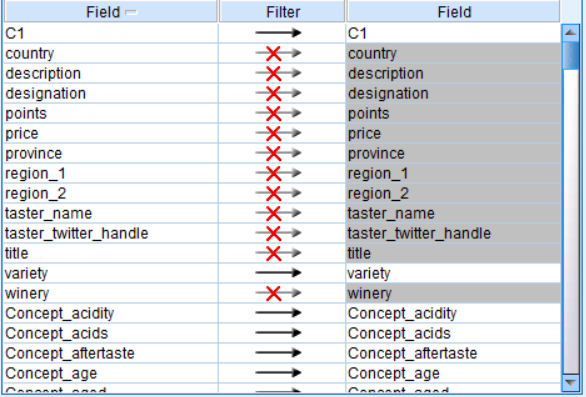 Field Filter Field
C1 C1
country country
description description
designation designation
points points
price price
province province
region_1 region_1
region_2 region_2
taster_name taster_name
taster_twitter_handle taster_twitter_handle
title title
variety variety
winery winery
Concept_acidity Concept_acidity
Concept_acids Concept_acids
Concept_aftertaste Concept_aftertaste
Concept_age Concept_age
Concept_aged Concept_aged